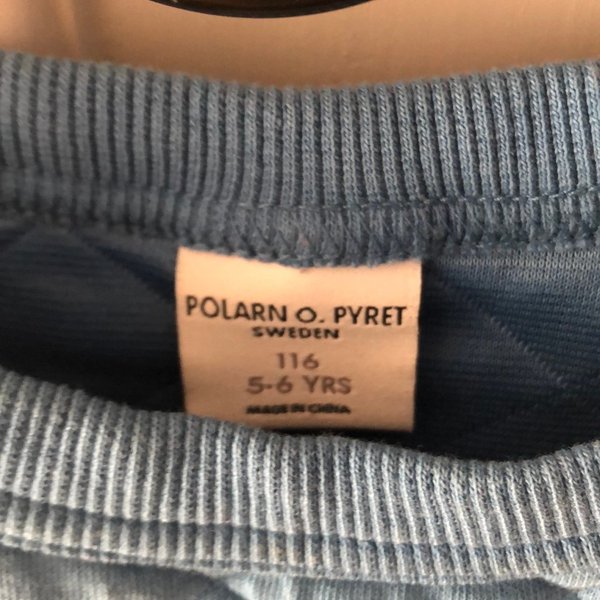 POLARN O. PYRET
SWEDEN
116
5-6 YRS
MADE IN CHINA